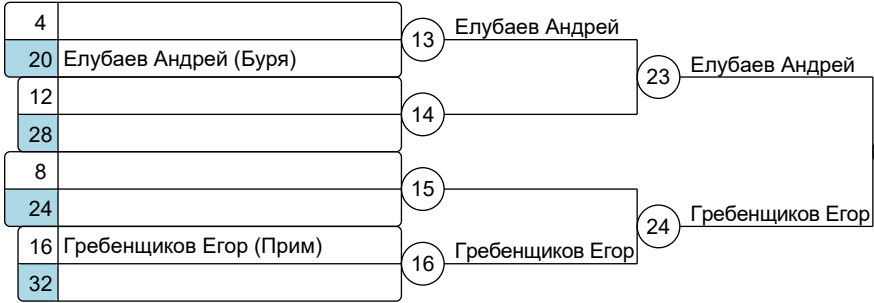 4
13 Елубаев Андрей
20 Елубаев Андрей (Буря)
23 Елубаев Андрей
12
14
28
8
15
24
24 Гребенщиков Егор
16 Гребенщиков Егор (Прим)
16 Гребенщиков Егор
32